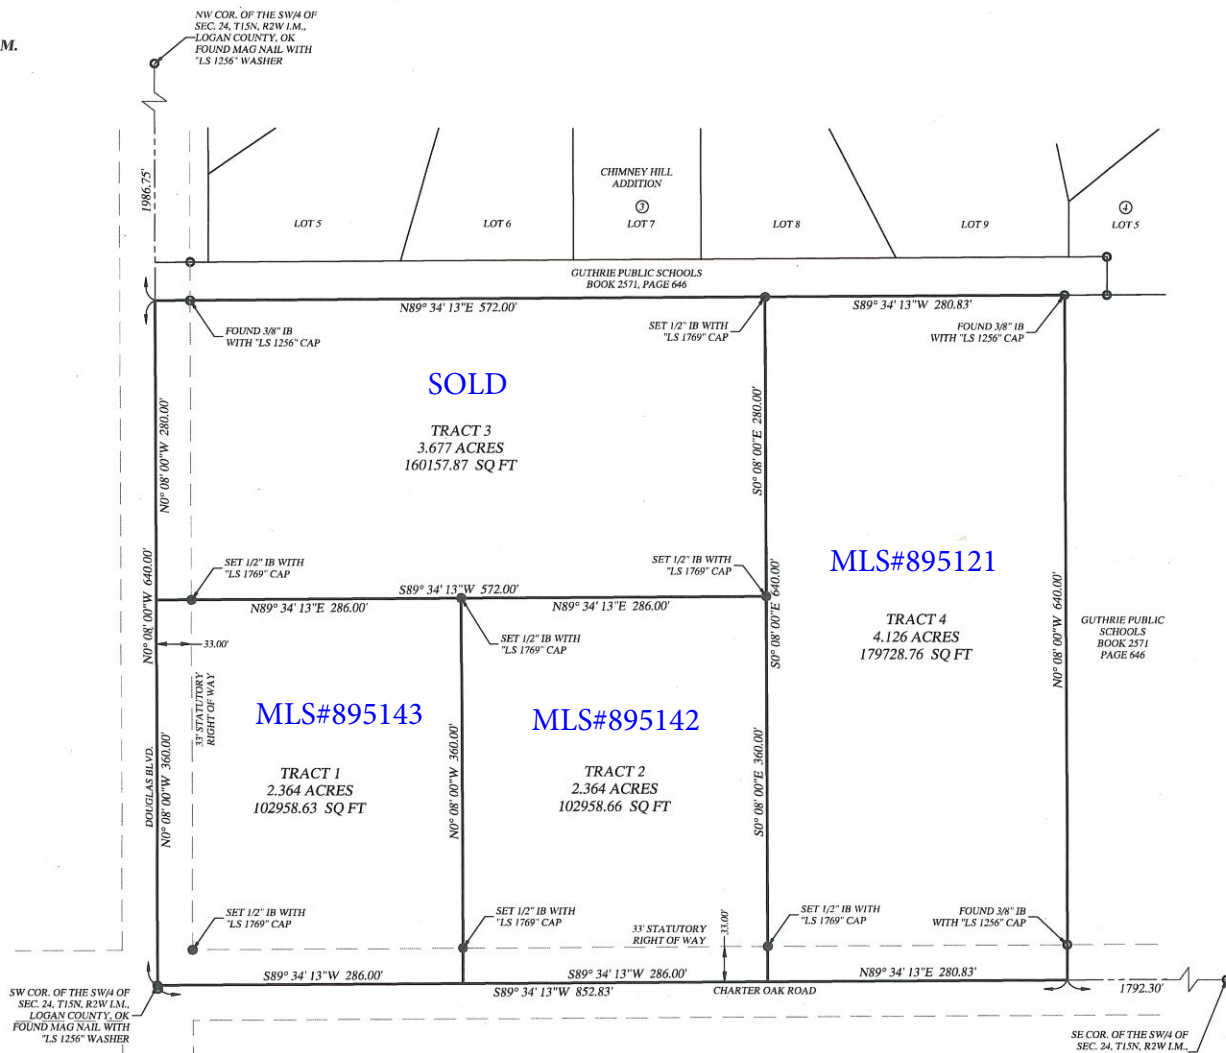 NW COR. OF THE SW/4 OF
SEC. 24, T15N, R2W I.M.,
LOGAN COUNTY, OK
FOUND MAG NAIL WITH
"LS 1256" WASHER
M.
1986.75'
CHIMNEY HILL
ADDITION
3
4
LOT 5
LOT 6
LOT 7
LOT 8
LOT 9
LOT 5
GUTHRIE PUBLIC SCHOOLS
BOOK 2571, PAGE 646
N89° 34' 13"E 572.00'
S89° 34' 13"W 280.83'
FOUND 3/8" IB
WITH "LS 1256" CAP
SET 1/2" IB WITH
"LS 1769" CAP
FOUND 3/8" IB
WITH "LS 1256" CAP
SOLD
TRACT 3
3.677 ACRES
160157.87 SQ FT
N0° 08' 00"W 280.00'
S0° 08' 00"E 280.00'
SET 1/2" IB WITH
"LS 1769" CAP
SET 1/2" IB WITH
"LS 1769" CAP
MLS#895121
N0° 08' 00"W 640.00'
S89° 34' 13"W 572.00'
N89° 34' 13"E 286.00'
N89° 34' 13"E 286.00'
S0° 08' 00"E 640.00'
N0° 08' 00"W 640.00'
TRACT 4
4.126 ACRES
179728.76 SQ FT
GUTHRIE PUBLIC
SCHOOLS
BOOK 2571
PAGE 646
33.00'
SET 1/2" IB WITH
"LS 1769" CAP
33' STATUTORY
RIGHT OF WAY
MLS#895143
MLS#895142
DOUGLAS BLVD.
N0° 08' 00"W 360.00'
N0° 08' 00"W 360.00'
S0° 08' 00"E 360.00'
TRACT 1
2.364 ACRES
102958.63 SQ FT
TRACT 2
2.364 ACRES
102958.66 SQ FT
SET 1/2" IB WITH
"LS 1769" CAP
SET 1/2" IB WITH
"LS 1769" CAP
33' STATUTORY
RIGHT OF WAY
33.00'
SET 1/2" IB WITH
"LS 1769" CAP
FOUND 3/8" IB
WITH "LS 1256" CAP
S89° 34' 13"W 286.00'
S89° 34' 13"W 286.00'
N89° 34' 13"E 280.83'
S89° 34' 13"W 852.83'
CHARTER OAK ROAD
1792.30'
SW COR. OF THE SW/4 OF
SEC. 24, T15N, R2W I.M.,
LOGAN COUNTY, OK
FOUND MAG NAIL WITH
"LS 1256" WASHER
SE COR. OF THE SW/4 OF
SEC. 24, T15N, R2W I.M.,